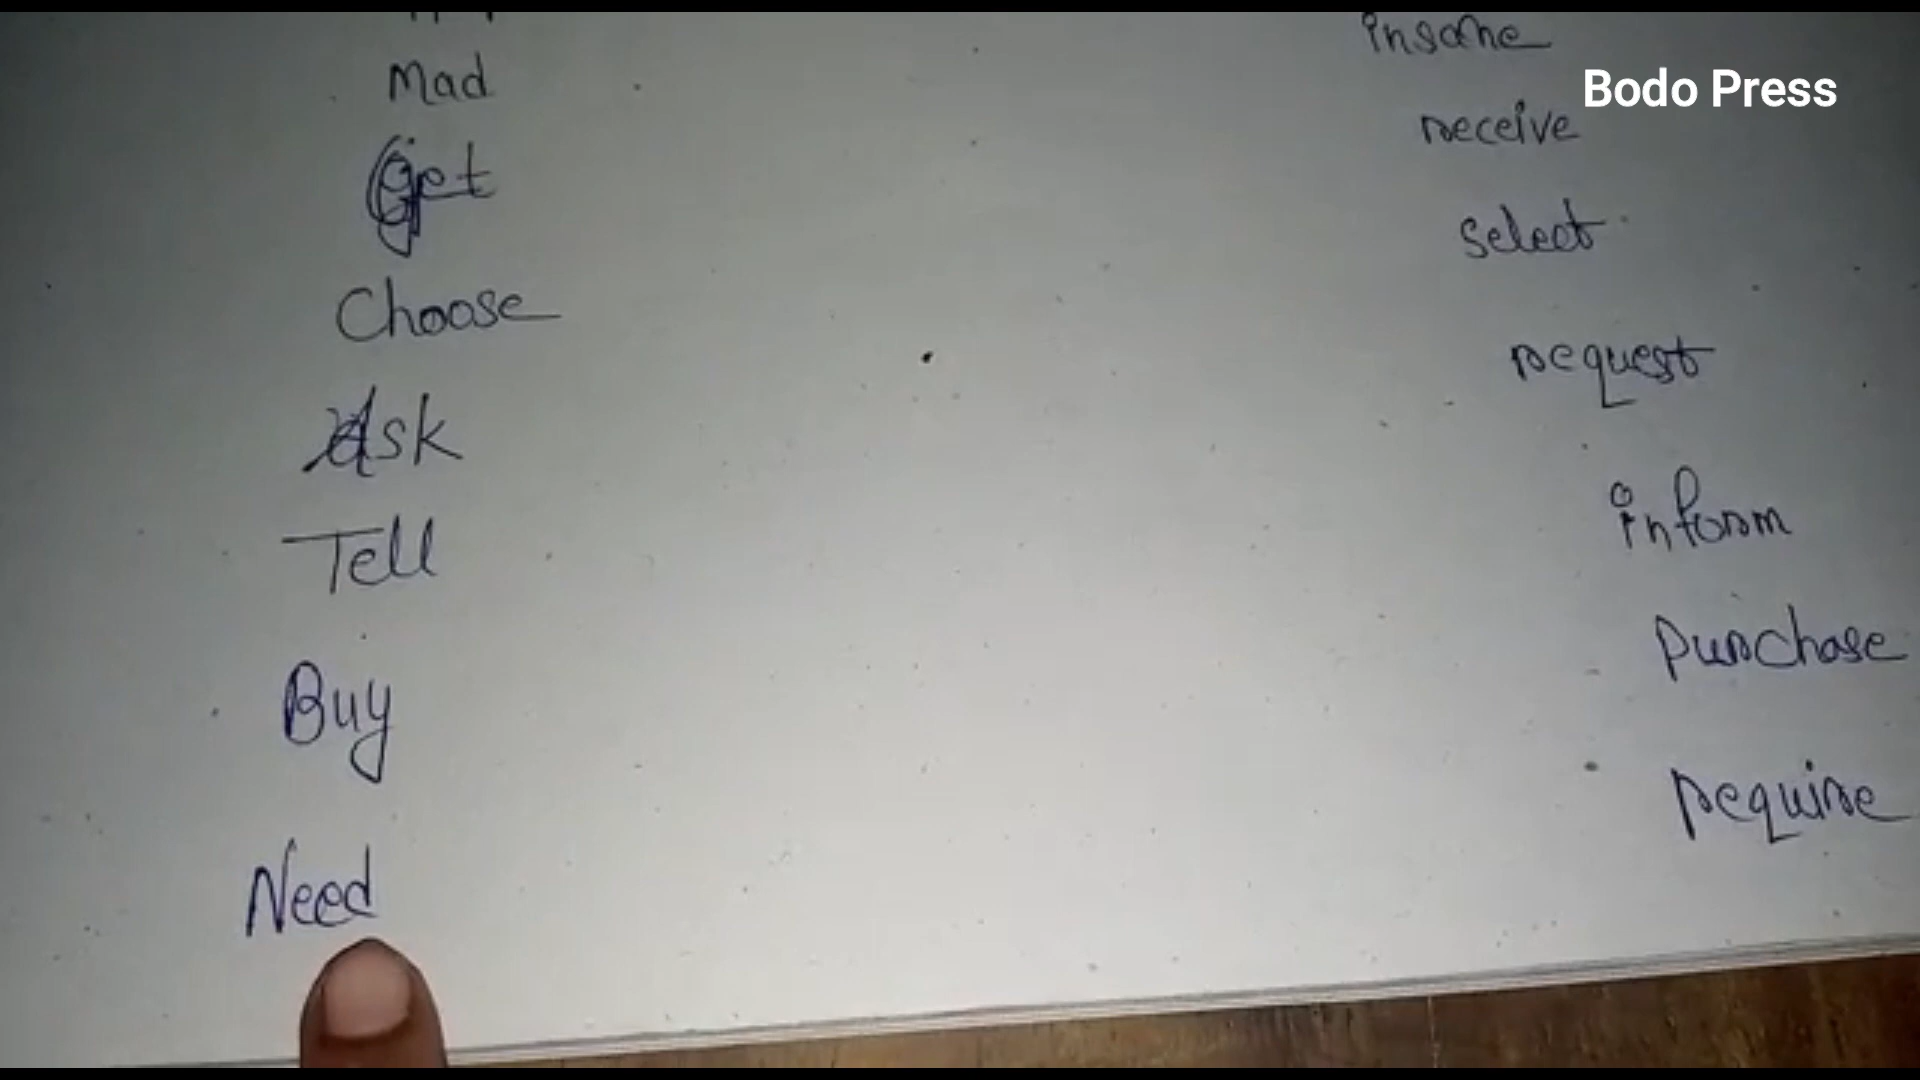 Mad insane
Bodo Press
Get receive
Choose select
Ask request
Tell inform
Buy purchase
Need require